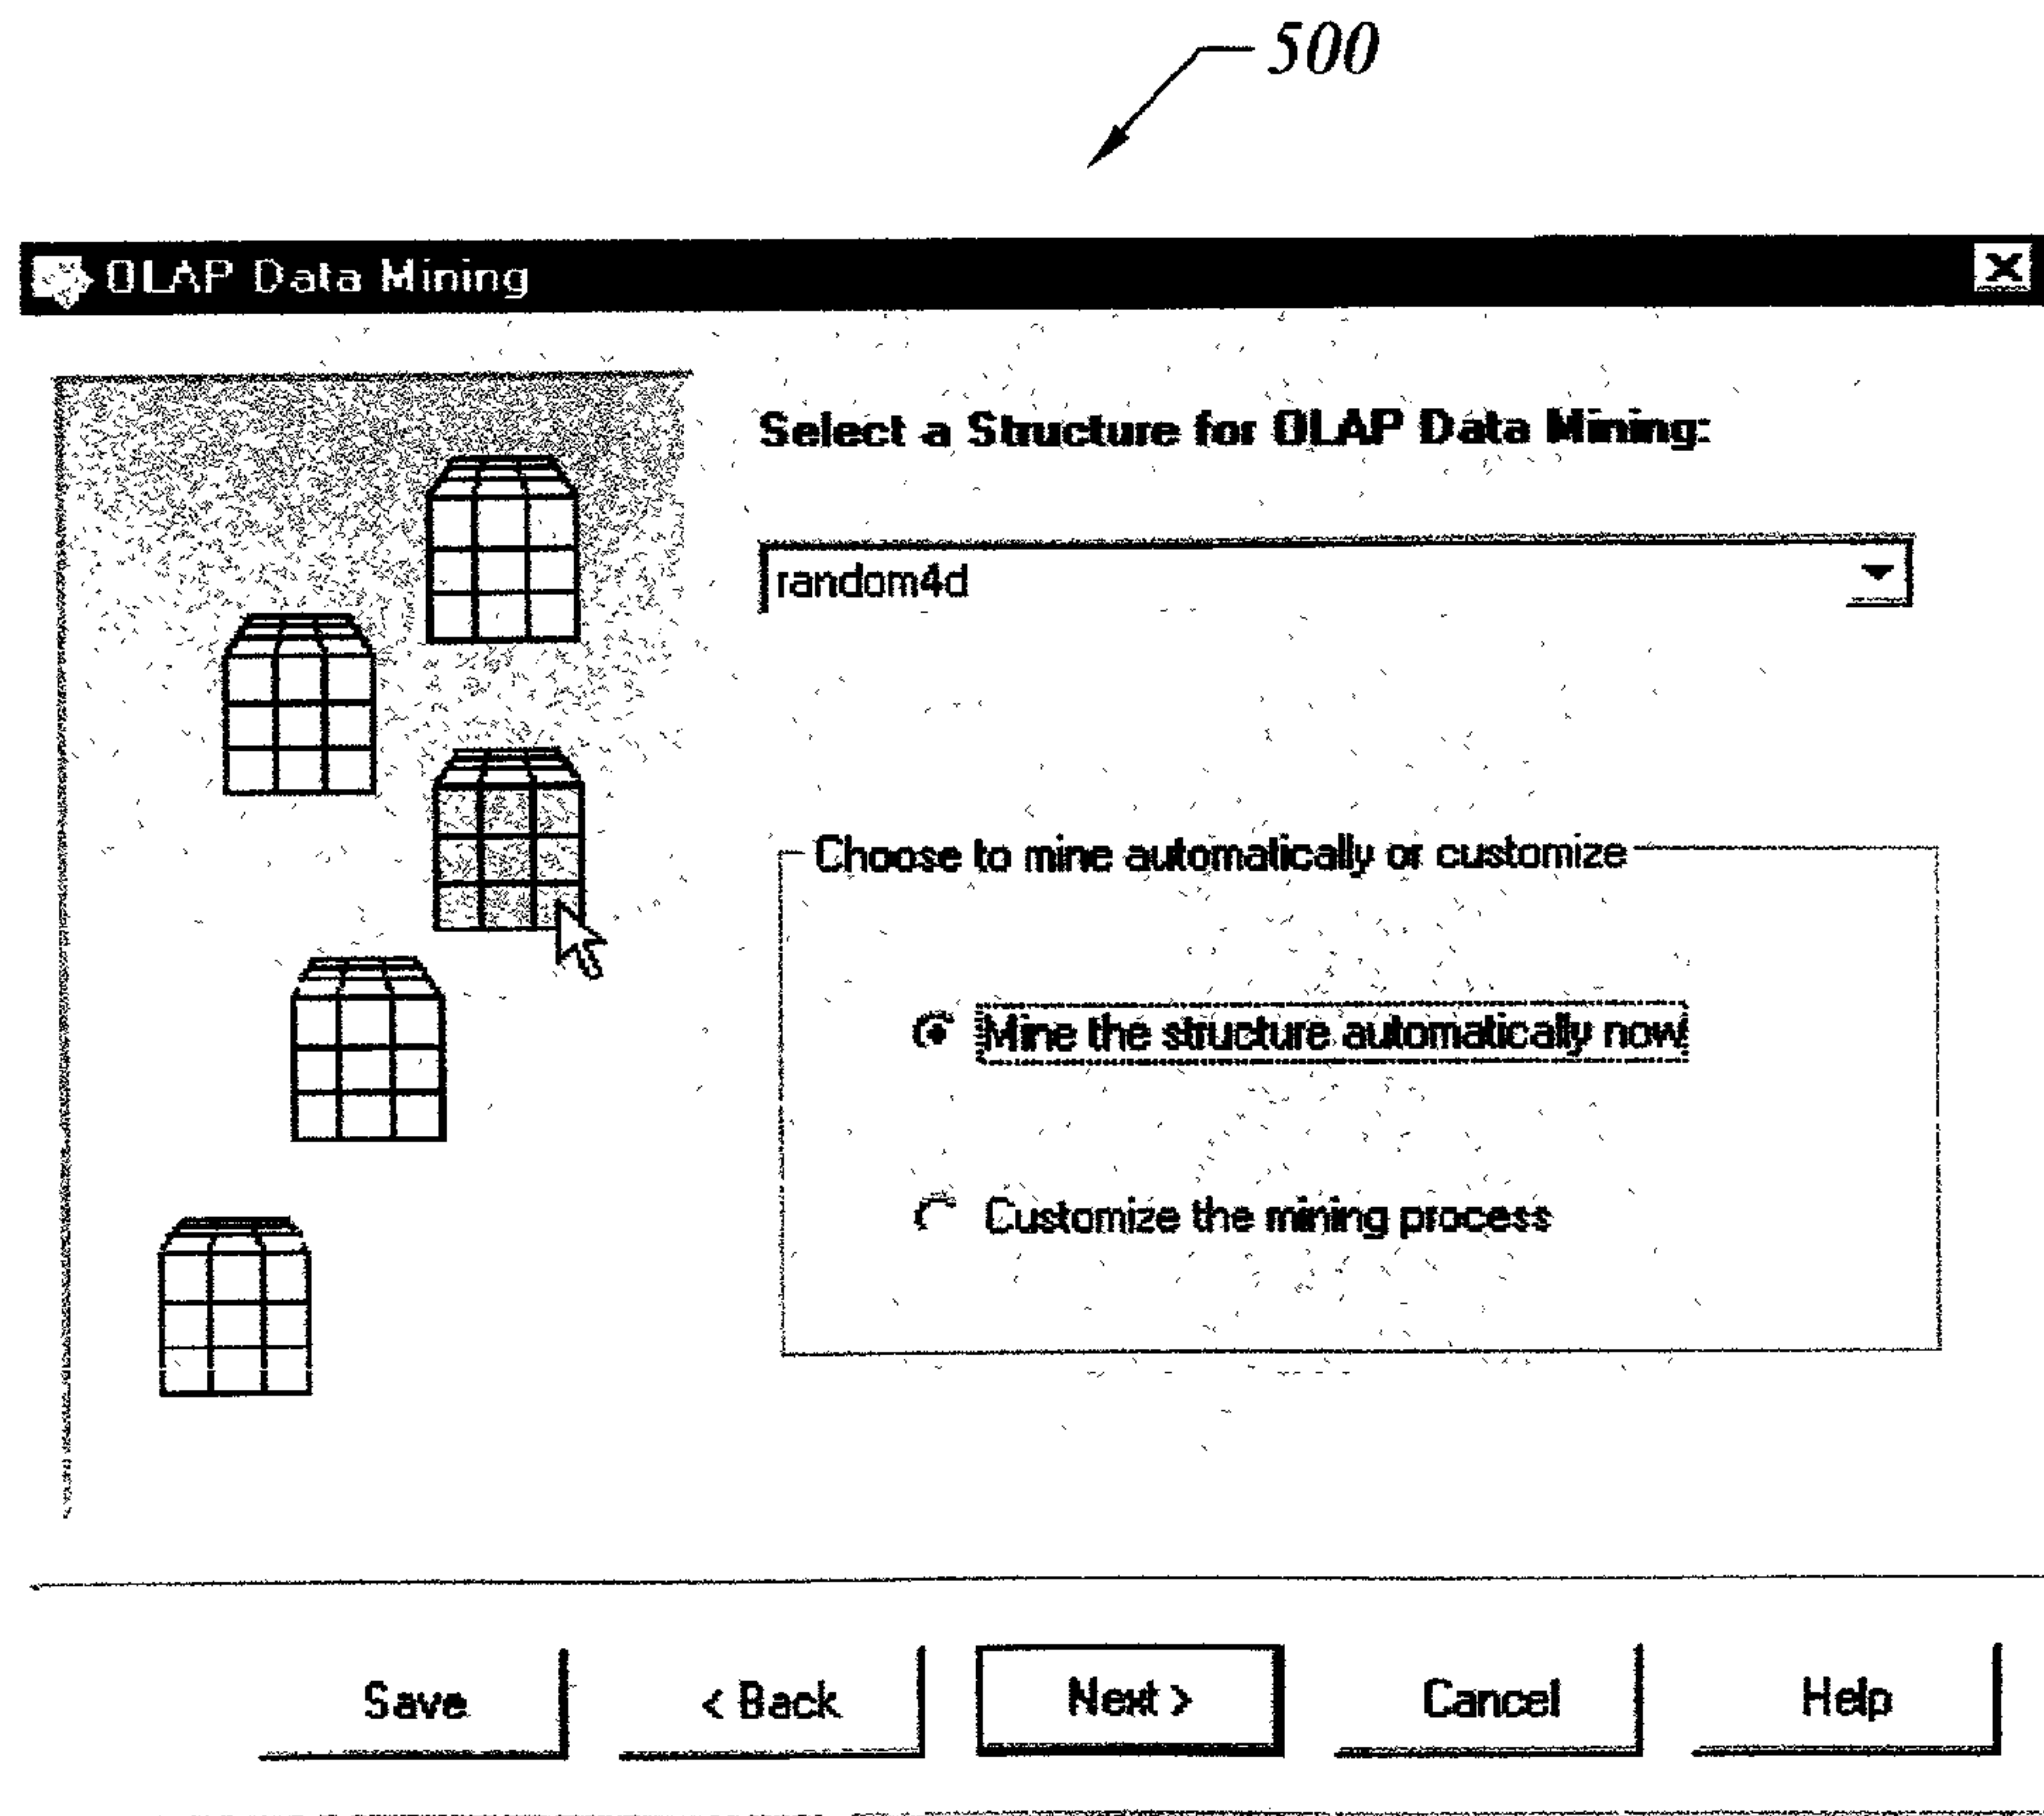 500
OLAP Data Mining
Select a Structure for OLAP Data Mining:
random4d
Choose to mine automatically or customize
Mine the structure automatically now
Customize the mining process
Save
< Back
Next >
Cancel
Help